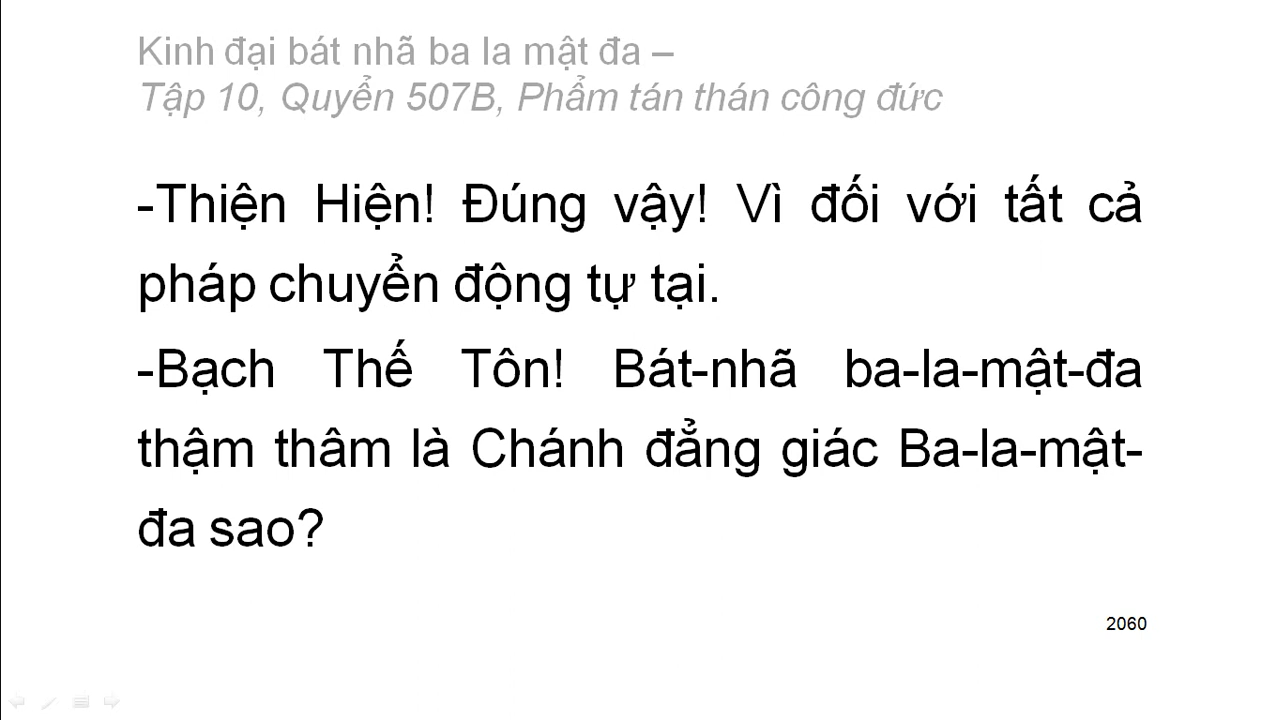 Kinh đại bát nhã ba la mật đa –
Tập 10, Quyển 507B, Phẩm tán thán công đức
-Thiện Hiện! Đúng vậy! Vì đối với tất cả
pháp chuyển động tự tại.
-Bạch Thế Tôn! Bát-nhã ba-la-mật-đa
thậm thâm là Chánh đẳng giác Ba-la-mật-
đa sao?
2060